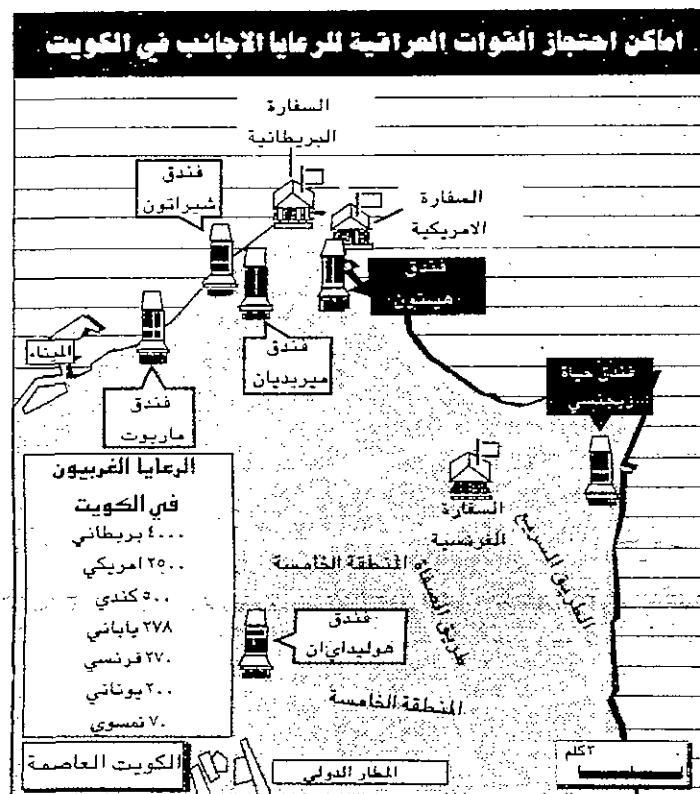 اماكن احتجاز القوات العراقية للرعايا الاجانب في الكويت
السفارة
البريطانية
فندق
شيراتون
السفارة
الامريكية
فندق
هيلتون
فندق
ميريديان
الميناء
فندق
ماريوت
فندق حياة
ريجنسي
السفارة
الفرنسية
الطريق السريع
طريق الصفاة
المنطقة الخامسة
فندق
هوليداي ان
المنطقة الخامسة
الرعايا الغربيون
في الكويت
٤٠٠٠ بريطاني
٢٥٠٠ امريكي
٥٠٠ كندي
٢٧٨ ياباني
٢٧٠ فرنسي
٢٠٠ يوناني
٧٠ نمسوي
الكويت العاصمة
المطار الدولي
٠ ٢كلم